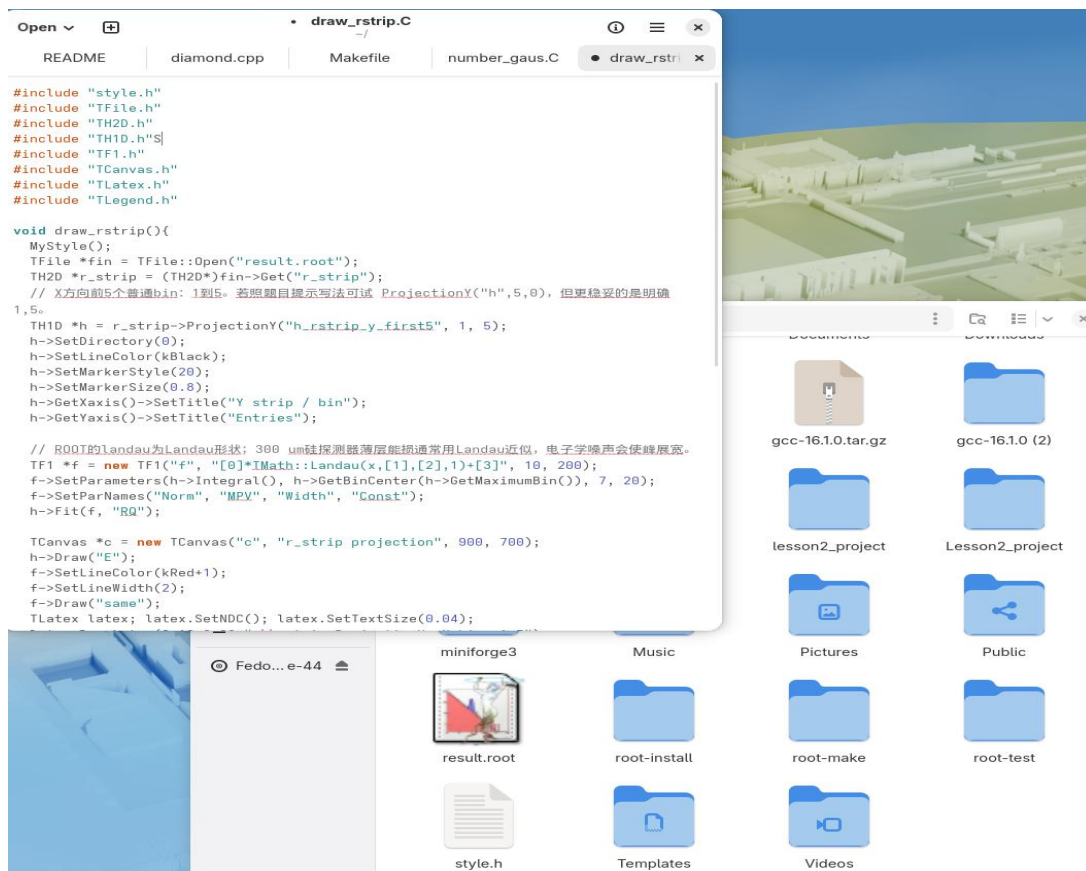 Open
draw_rstrip.C
~/
README
diamond.cpp
Makefile
number_gaus.C
draw_rstri
#include "style.h"
#include "TFile.h"
#include "TH2D.h"
#include "TH1D.h"S
#include "TF1.h"
#include "TCanvas.h"
#include "TLatex.h"
#include "TLegend.h"
void draw_rstrip(){
MyStyle();
TFile *fin = TFile::Open("result.root");
TH2D *r_strip = (TH2D*)fin->Get("r_strip");
// X方向前5个普通bin：1到5。若照题目提示写法可试 ProjectionY("h",5,0)，但更稳妥的是明确
1,5。
TH1D *h = r_strip->ProjectionY("h_rstrip_y_first5", 1, 5);
h->SetDirectory(0);
h->SetLineColor(kBlack);
h->SetMarkerStyle(20);
h->SetMarkerSize(0.8);
h->GetXaxis()->SetTitle("Y strip / bin");
h->GetYaxis()->SetTitle("Entries");
// ROOT的landau为Landau形状；300 um硅探测器薄层能损通常用Landau近似，电子学噪声会使峰展宽。
TF1 *f = new TF1("f", "[0]*TMath::Landau(x,[1],[2],1)+[3]", 10, 200);
f->SetParameters(h->Integral(), h->GetBinCenter(h->GetMaximumBin()), 7, 20);
f->SetParNames("Norm", "MPV", "Width", "Const");
h->Fit(f, "RQ");
TCanvas *c = new TCanvas("c", "r_strip projection", 900, 700);
h->Draw("E");
f->SetLineColor(kRed+1);
f->SetLineWidth(2);
f->Draw("same");
TLatex latex; latex.SetNDC(); latex.SetTextSize(0.04);
Documents
Downloads
gcc-16.1.0.tar.gz
gcc-16.1.0 (2)
lesson2_project
Lesson2_project
miniforge3
Music
Pictures
Public
Fedo…e-44
result.root
root-install
root-make
root-test
style.h
Templates
Videos